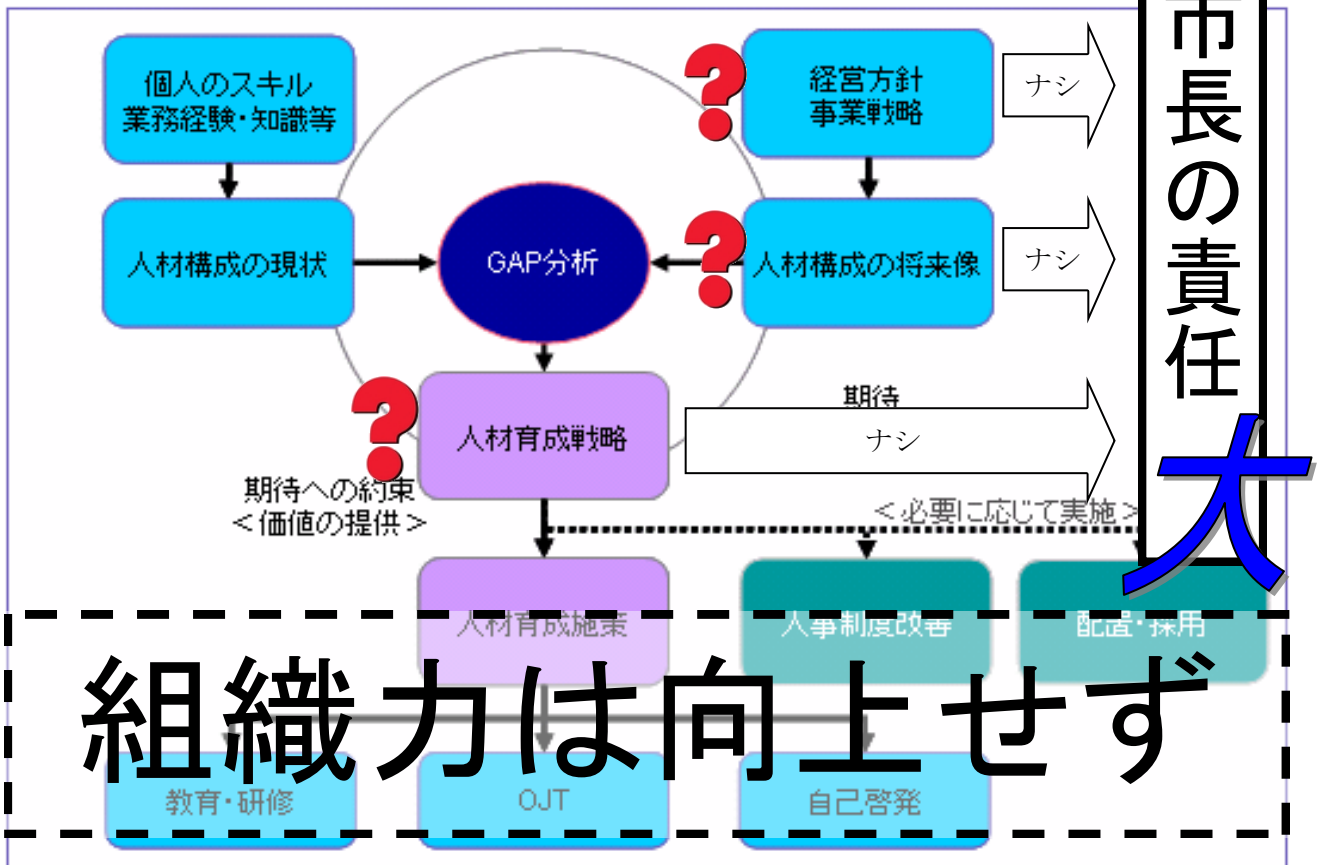 個人のスキル
業務経験・知識等
経営方針
事業戦略
ナシ
市長の責任
大
人材構成の現状
GAP分析
人材構成の将来像
ナシ
人材育成戦略
期待
ナシ
期待への約束
＜価値の提供＞
＜必要に応じて実施＞
人材育成施策
人事制度改善
配置・採用
組織力は向上せず
教育・研修
OJT
自己啓発